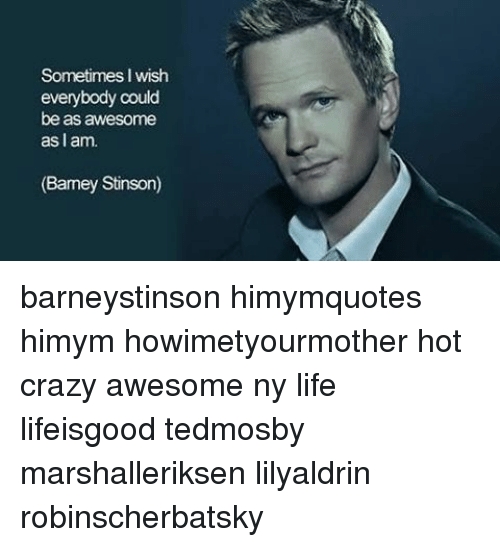 Sometimes I wish
everybody could
be as awesome
as I am.
(Barney Stinson)
barneystinson himymquotes
himym howimetyourmother hot
crazy awesome ny life
lifeisgood tedmosby
marshalleriksen lilyaldrin
robinscherbatsky